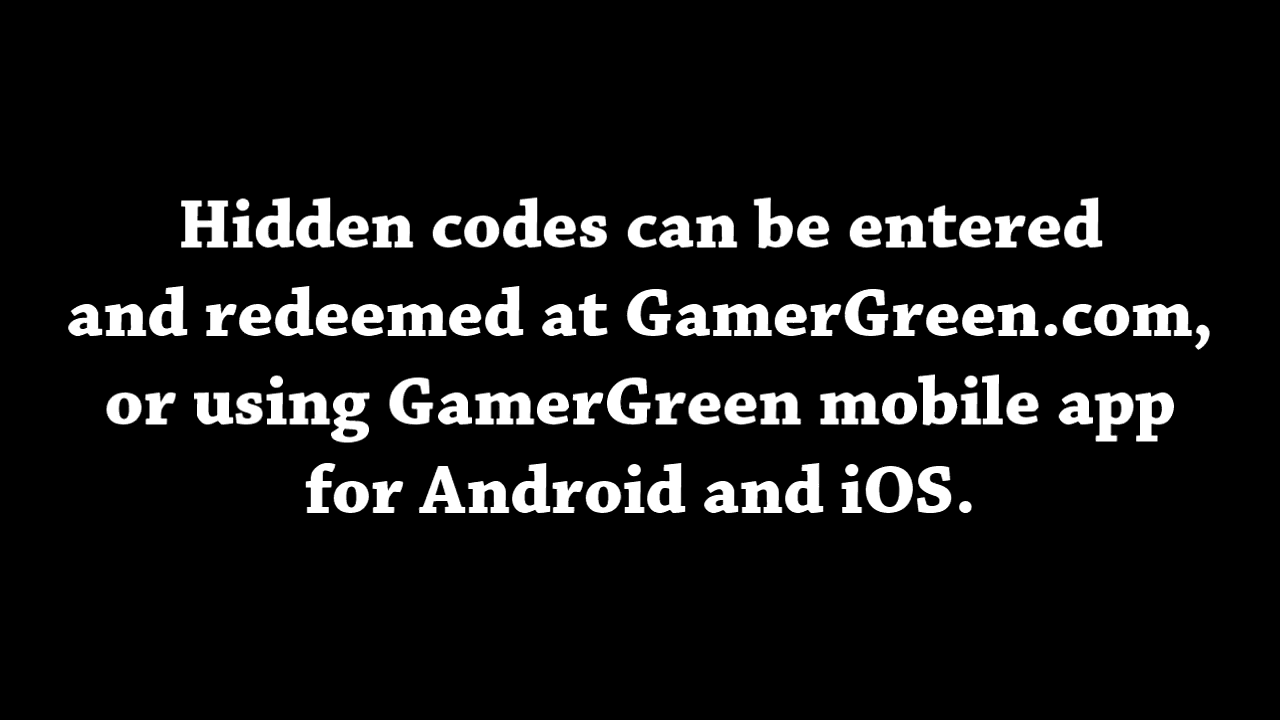 Hidden codes can be entered
and redeemed at GamerGreen.com,
or using GamerGreen mobile app
for Android and iOS.